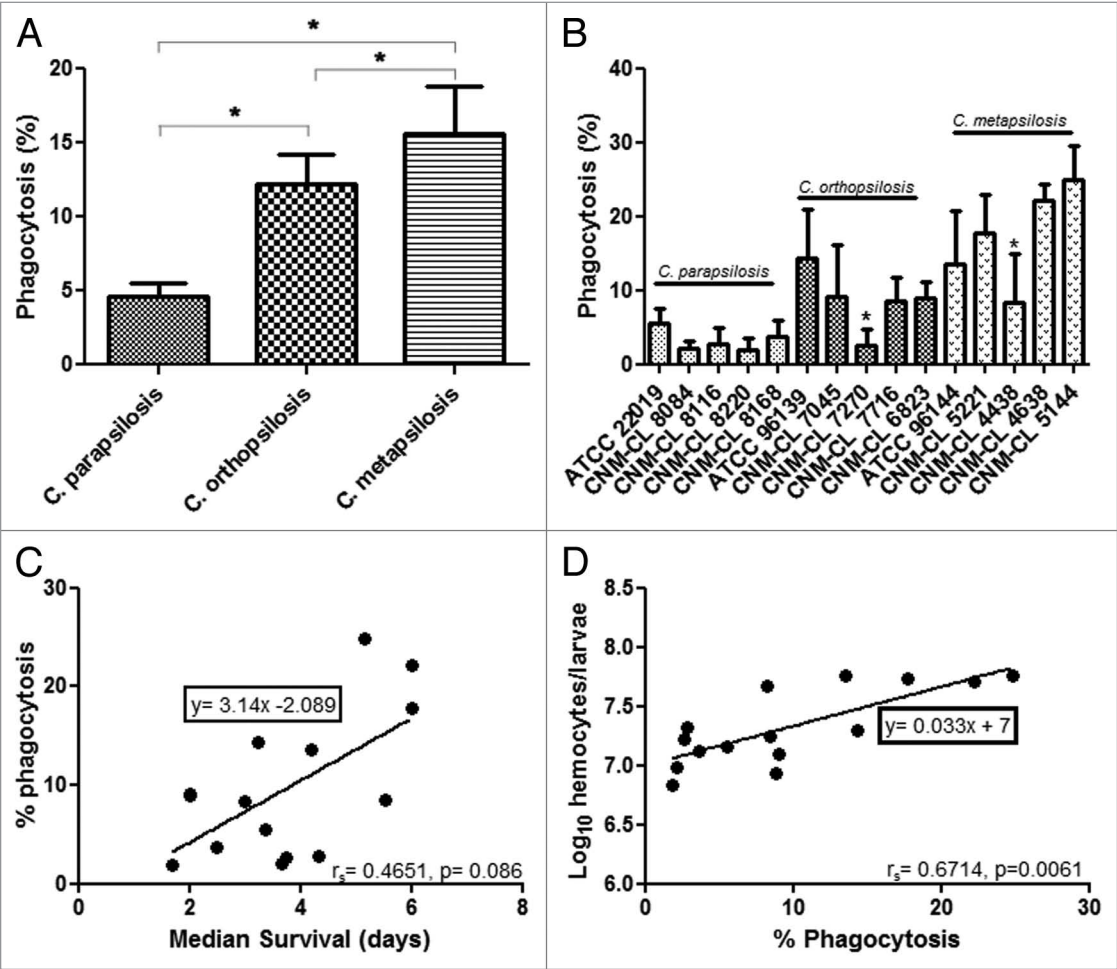 A
*
*
*
20
15
10
5
0
Phagocytosis (%)
C. parapsilosis
C. orthopsilosis
C. metapsilosis
B
40
30
20
10
0
Phagocytosis (%)
C. metapsilosis
C. orthopsilosis
C. parapsilosis
*
*
ATCC 22019
CNM-CL 8084
CNM-CL 8116
CNM-CL 8220
CNM-CL 8168
ATCC 96139
CNM-CL 7045
CNM-CL 7270
CNM-CL 7716
CNM-CL 6823
ATCC 96144
CNM-CL 5221
CNM-CL 4438
CNM-CL 4638
CNM-CL 5144
C
30
20
10
0
% phagocytosis
y= 3.14x -2.089
rs= 0.4651, p= 0.086
0 2 4 6 8
Median Survival (days)
D
8.5
8.0
7.5
7.0
6.5
6.0
Log10 hemocytes/larvae
y= 0.033x + 7
rs= 0.6714, p=0.0061
0 10 20 30
% Phagocytosis